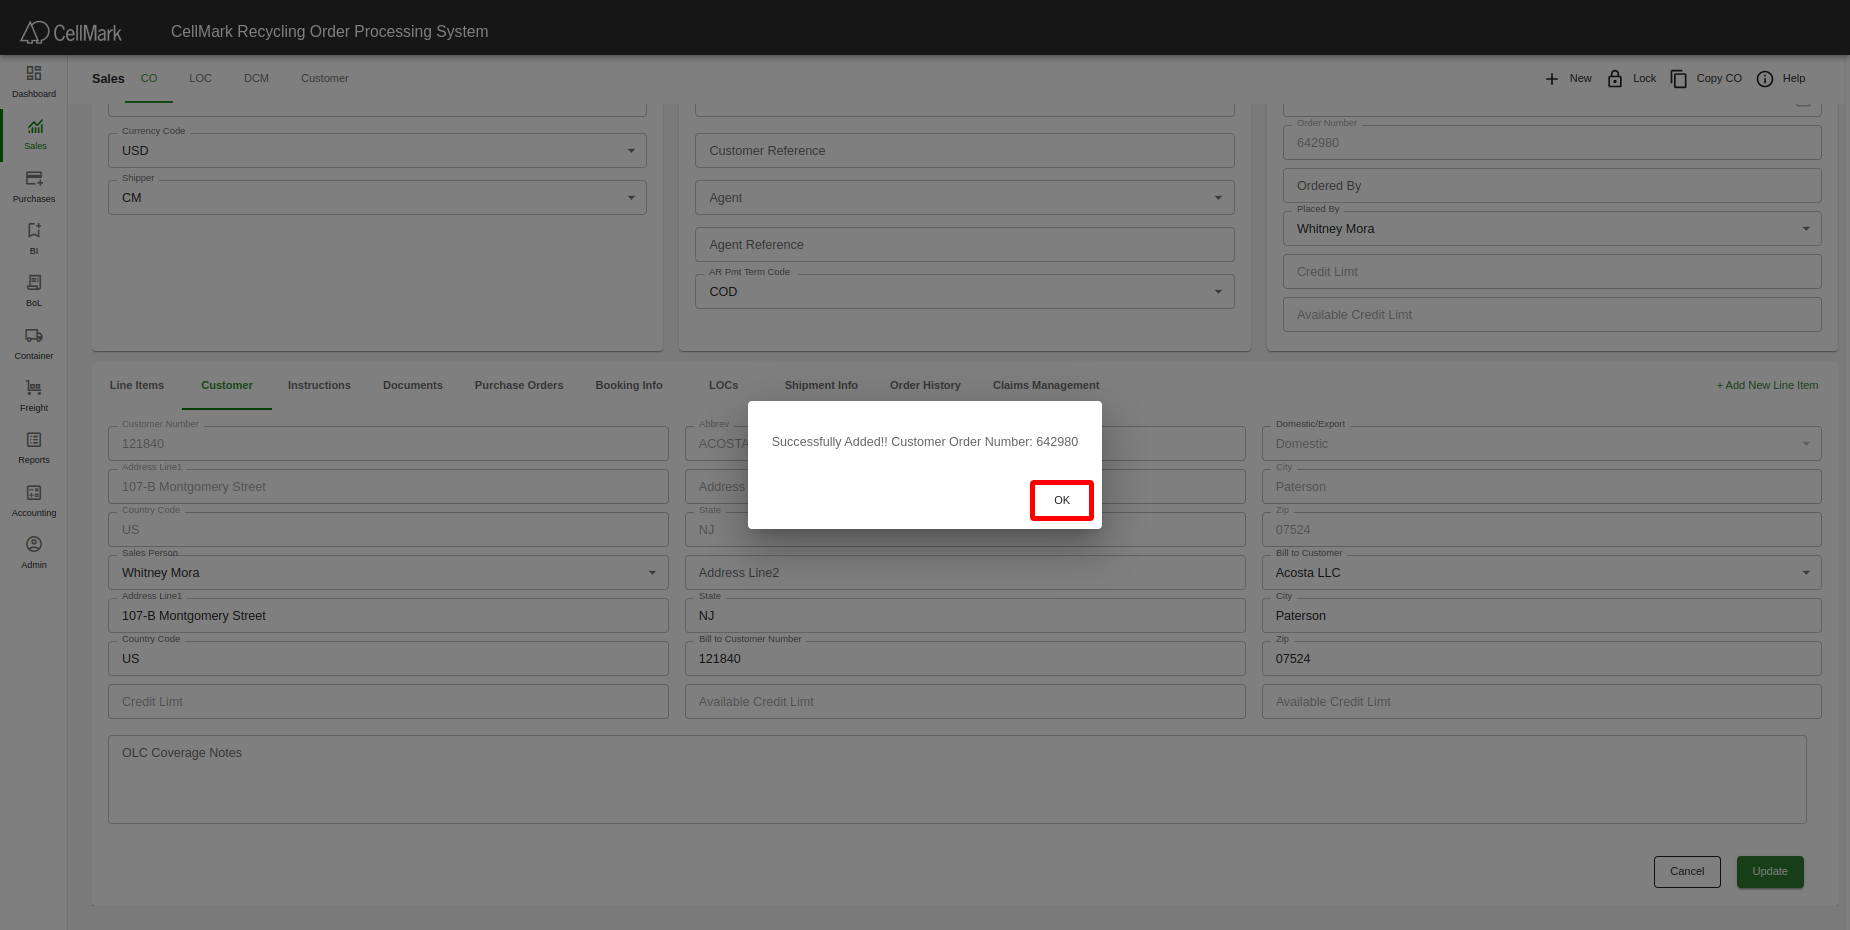 CellMark
CellMark Recycling Order Processing System
Dashboard
Sales
Purchases
BI
BoL
Container
Freight
Reports
Accounting
Admin
Sales CO LOC DCM Customer
New Lock Copy CO Help
Currency Code
USD
Shipper
CM
Customer Reference
Agent
Agent Reference
AR Pmt Term Code
COD
Order Number
642980
Ordered By
Placed By
Whitney Mora
Credit Limt
Available Credit Limt
Line Items Customer Instructions Documents Purchase Orders Booking Info LOCs Shipment Info Order History Claims Management + Add New Line Item
Customer Number
121840
Abbrev
ACOSTA
Domestic/Export
Domestic
Address Line1
107-B Montgomery Street
Address
City
Paterson
Country Code
US
State
NJ
Zip
07524
Sales Person
Whitney Mora
Address Line2
Bill to Customer
Acosta LLC
Address Line1
107-B Montgomery Street
State
NJ
City
Paterson
Country Code
US
Bill to Customer Number
121840
Zip
07524
Credit Limt
Available Credit Limt
Available Credit Limt
OLC Coverage Notes
Cancel Update
Successfully Added!! Customer Order Number: 642980
OK